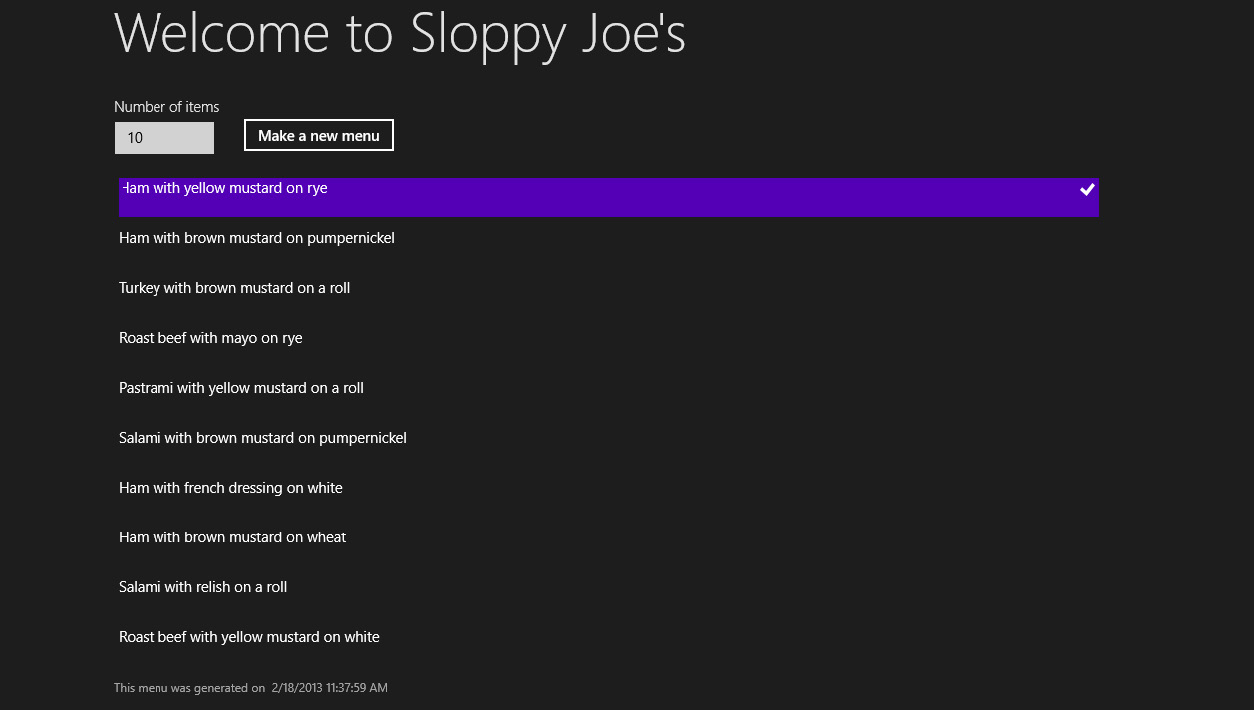 Welcome to Sloppy Joe's
Number of items
10
Make a new menu
Ham with yellow mustard on rye
Ham with brown mustard on pumpernickel
Turkey with brown mustard on a roll
Roast beef with mayo on rye
Pastrami with yellow mustard on a roll
Salami with brown mustard on pumpernickel
Ham with french dressing on white
Ham with brown mustard on wheat
Salami with relish on a roll
Roast beef with yellow mustard on white
This menu was generated on 2/18/2013 11:37:59 AM